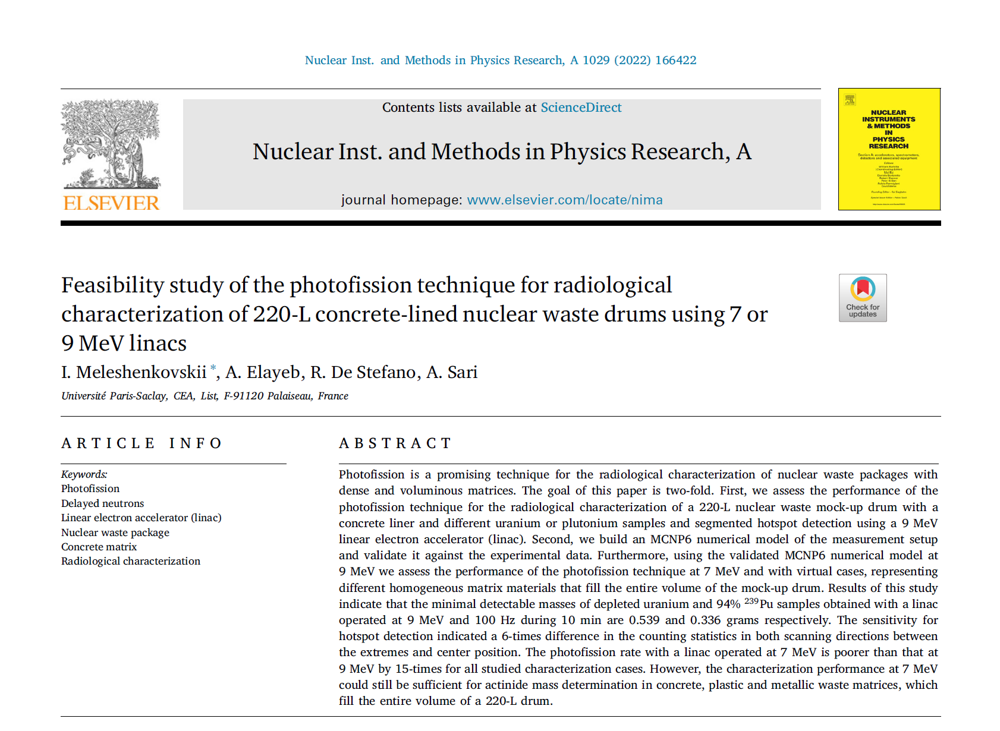 Nuclear Inst. and Methods in Physics Research, A 1029 (2022) 166422
Contents lists available at ScienceDirect
Nuclear Inst. and Methods in Physics Research, A
journal homepage: www.elsevier.com/locate/nima
NON SOLUS
ELSEVIER
NUCLEAR
INSTRUMENTS
& METHODS
IN
PHYSICS
RESEARCH
Section A: accelerators, spectrometers,
detectors and associated equipment
Editors:
Feasibility study of the photofission technique for radiological
characterization of 220-L concrete-lined nuclear waste drums using 7 or
9 MeV linacs
Check for
updates
I. Meleshenkovskii *, A. Elayeb, R. De Stefano, A. Sari
Université Paris-Saclay, CEA, List, F-91120 Palaiseau, France
ARTICLE INFO
Keywords:
Photofission
Delayed neutrons
Linear electron accelerator (linac)
Nuclear waste package
Concrete matrix
Radiological characterization
ABSTRACT
Photofission is a promising technique for the radiological characterization of nuclear waste packages with
dense and voluminous matrices. The goal of this paper is two-fold. First, we assess the performance of the
photofission technique for the radiological characterization of a 220-L nuclear waste mock-up drum with a
concrete liner and different uranium or plutonium samples and segmented hotspot detection using a 9 MeV
linear electron accelerator (linac). Second, we build an MCNP6 numerical model of the measurement setup
and validate it against the experimental data. Furthermore, using the validated MCNP6 numerical model at
9 MeV we assess the performance of the photofission technique at 7 MeV and with virtual cases, representing
different homogeneous matrix materials that fill the entire volume of the mock-up drum. Results of this study
indicate that the minimal detectable masses of depleted uranium and 94% ²³⁹Pu samples obtained with a linac
operated at 9 MeV and 100 Hz during 10 min are 0.539 and 0.336 grams respectively. The sensitivity for
hotspot detection indicated a 6-times difference in the counting statistics in both scanning directions between
the extremes and center position. The photofission rate with a linac operated at 7 MeV is poorer than that at
9 MeV by 15-times for all studied characterization cases. However, the characterization performance at 7 MeV
could still be sufficient for actinide mass determination in concrete, plastic and metallic waste matrices, which
fill the entire volume of a 220-L drum.